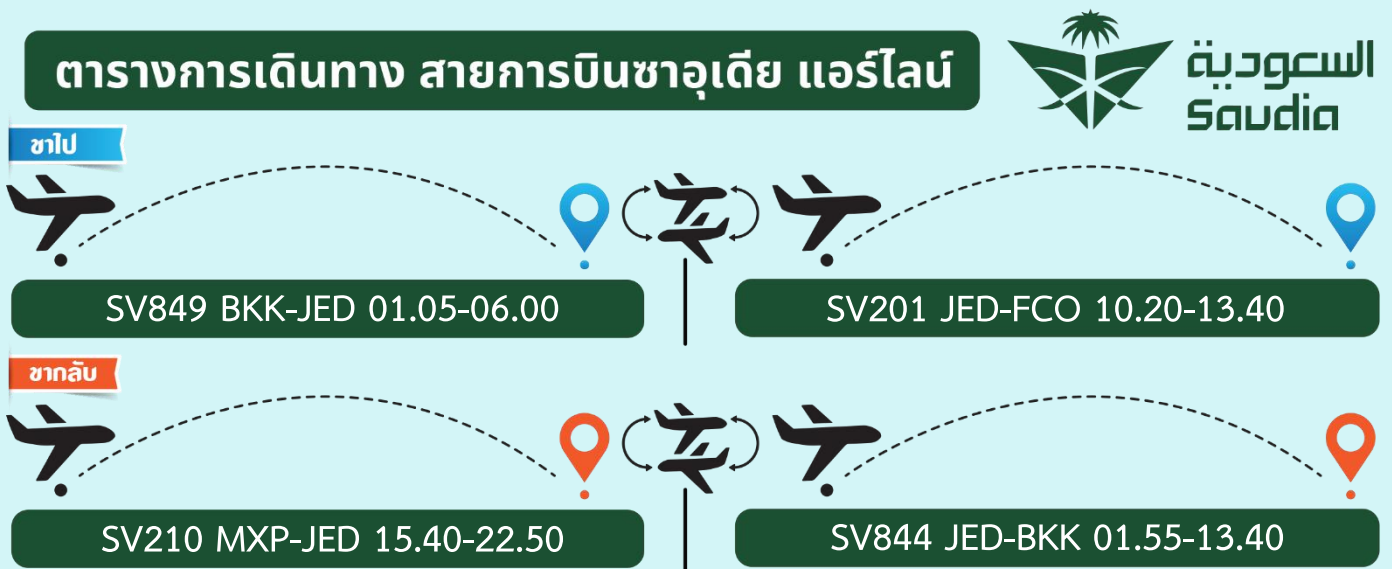 ตารางการเดินทาง สายการบินซาอุเดีย แอร์ไลน์
السعودية
saudia
ขาไป
SV849 BKK-JED 01.05-06.00
SV201 JED-FCO 10.20-13.40
ขากลับ
SV210 MXP-JED 15.40-22.50
SV844 JED-BKK 01.55-13.40